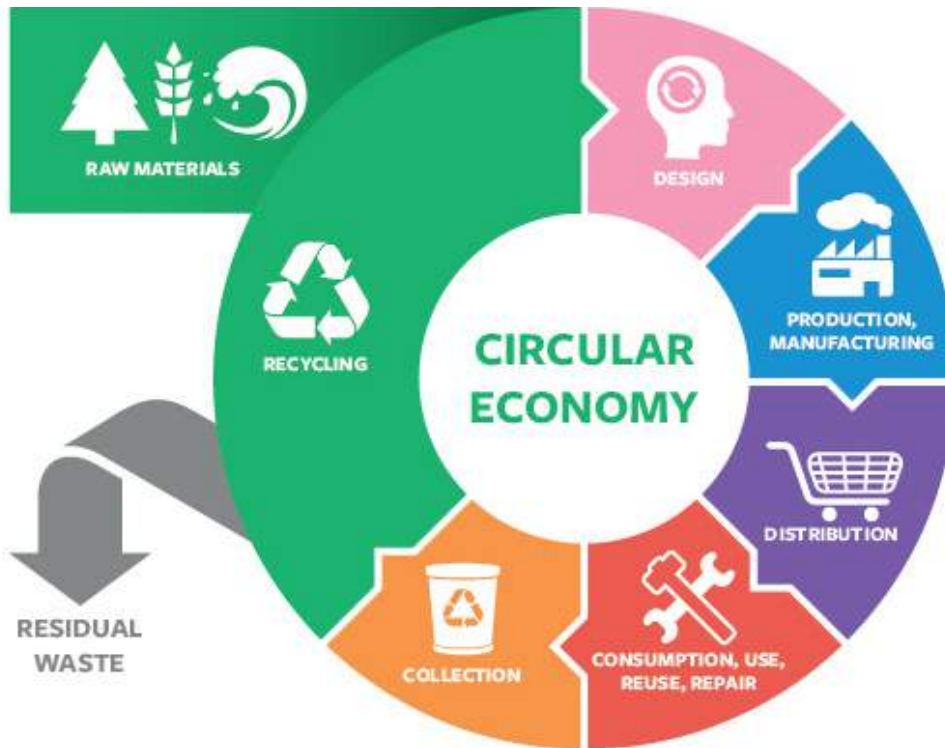 RAW MATERIALS
DESIGN
PRODUCTION,
MANUFACTURING
RECYCLING
CIRCULAR
ECONOMY
DISTRIBUTION
RESIDUAL
WASTE
COLLECTION
CONSUMPTION, USE,
REUSE, REPAIR